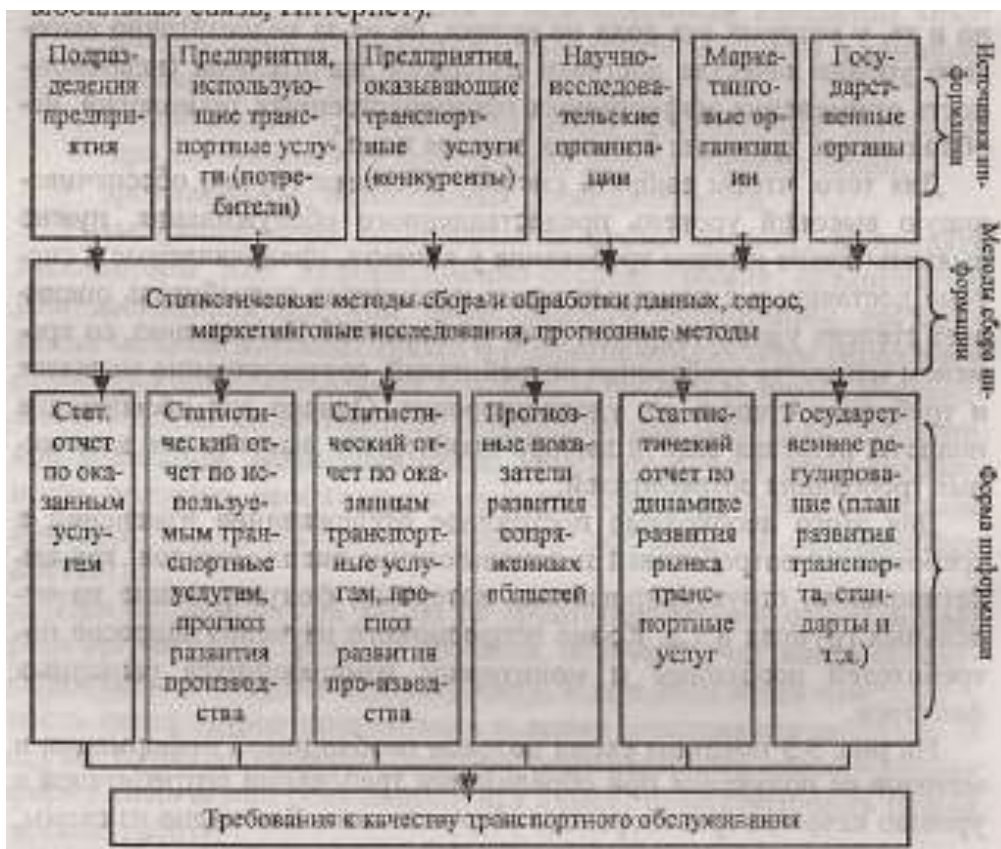 мобильная связь, Интернет).
Подраз-
деления
предпри-
ятия
Предприятия,
использую-
щие транс-
портные услу-
ги (потре-
бители)
Предприятия,
оказывающие
транспорт-
ные услуги
(конкуренты)
Научно-
исследова-
тельские
организа-
ции
Марке-
тинго-
вые ор-
ганизац
ии
Госу-
дарст-
венные
органы
Источники ин-
формации
Статистические методы сбора и обработки данных, опрос,
маркетинговые исследования, прогнозные методы
Методы сбора ин-
формации
Стат.
отчет
по ока-
занным
услу-
гам
Статисти-
ческий от-
чет по ис-
пользуе-
мым тран-
спортные
услугам,
прогноз
развития
производ-
ства
Статисти-
ческий от-
чет по ока-
занным
транспорт-
ные услу-
гам, про-
гноз
развития
про-изводс-
ства
Прогноз-
ные пока-
затели
развития
сопря-
женных
областей
Статтис-
тический
отчет по
динамике
развития
рынка
транс-
портные
услуг
Государст-
венное ре-
гулирова-
ние (план
развития
транспор-
та, стан-
дарты и
т.д.)
Форма информации
Требования к качеству транспортного обслуживания